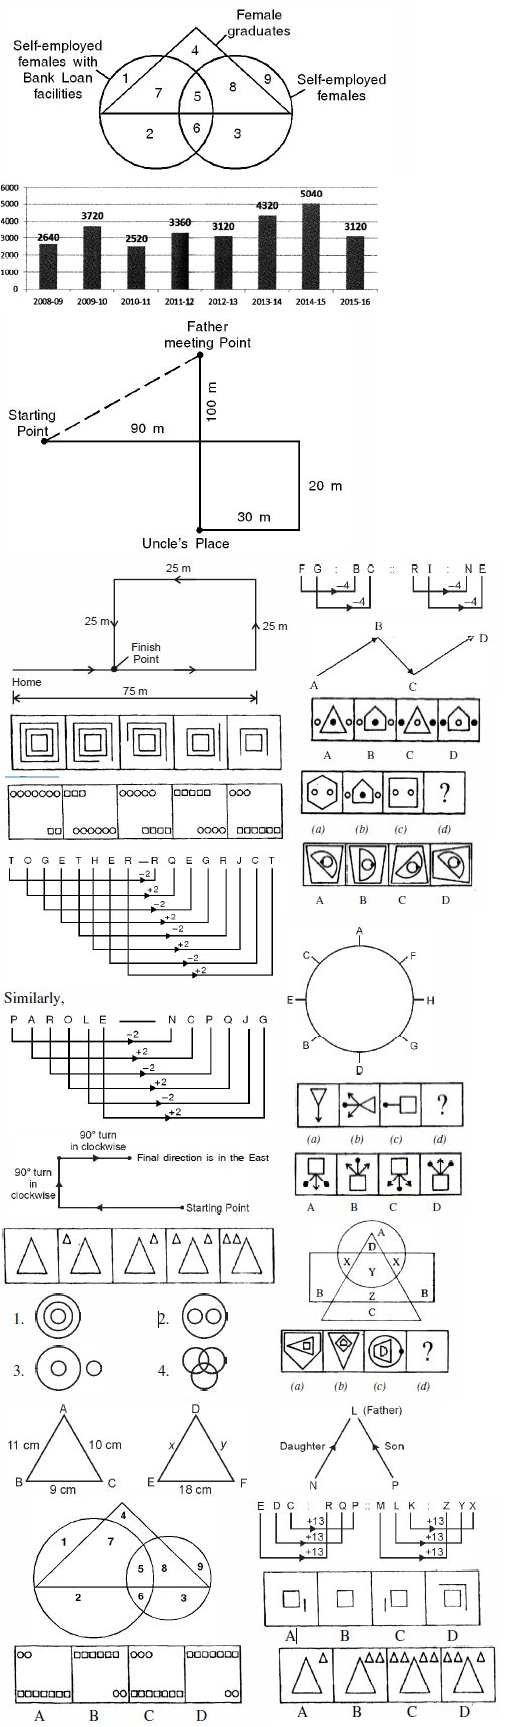 Female
graduates
Self-employed
females with
Bank Loan
facilities
Self-employed
females
4
1
7
5
8
9
2
6
3
6000
5000
4000
3000
2000
1000
0
2640
3720
2520
3360
3120
4320
5040
3120
2008-09 2009-10 2010-11 2011-12 2012-13 2013-14 2014-15 2015-16
Father
meeting Point
Starting
Point
90 m
100 m
20 m
30 m
Uncle's Place
25 m
25 m
25 m
Finish
Point
Home
75 m
F G : B C :: R I : N E
–4 –4
–4 –4
B
D
A
C
A B C D
?
(a) (b) (c) (d)
A B C D
T O G E T H E R — R Q E G R J C T
–2
+2
–2
+2
–2
+2
–2
+2
Similarly,
P A R O L E — N C P Q J G
–2
+2
–2
+2
–2
+2
A
C F
E H
B G
D
?
(a) (b) (c) (d)
A B C D
90° turn
in clockwise
Final direction is in the East
90° turn
in
clockwise
Starting Point
A
D
X X
Y
B Z B
C
1.
2.
3.
4.
?
(a) (b) (c) (d)
D
A
11 cm 10 cm
B C
9 cm
D
x y
E F
18 cm
L (Father)
Daughter Son
N P
4
1 7
5 8 9
2 6 3
E D C : R Q P :: M L K : Z Y X
+13 +13
+13 +13
+13 +13
A B C D
A B C D
A B C D